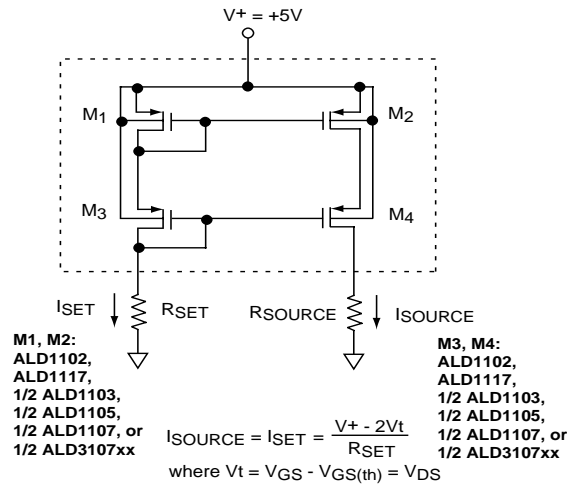 V+ = +5V
M1
M2
M3
M4
ISET
RSET
RSOURCE
ISOURCE
M1, M2:
ALD1102,
ALD1117,
1/2 ALD1103,
1/2 ALD1105,
1/2 ALD1107, or
1/2 ALD3107xx
M3, M4:
ALD1102,
ALD1117,
1/2 ALD1103,
1/2 ALD1105,
1/2 ALD1107, or
1/2 ALD3107xx
ISOURCE = ISET = V+ - 2Vt / RSET
where Vt = VGS - VGS(th) = VDS